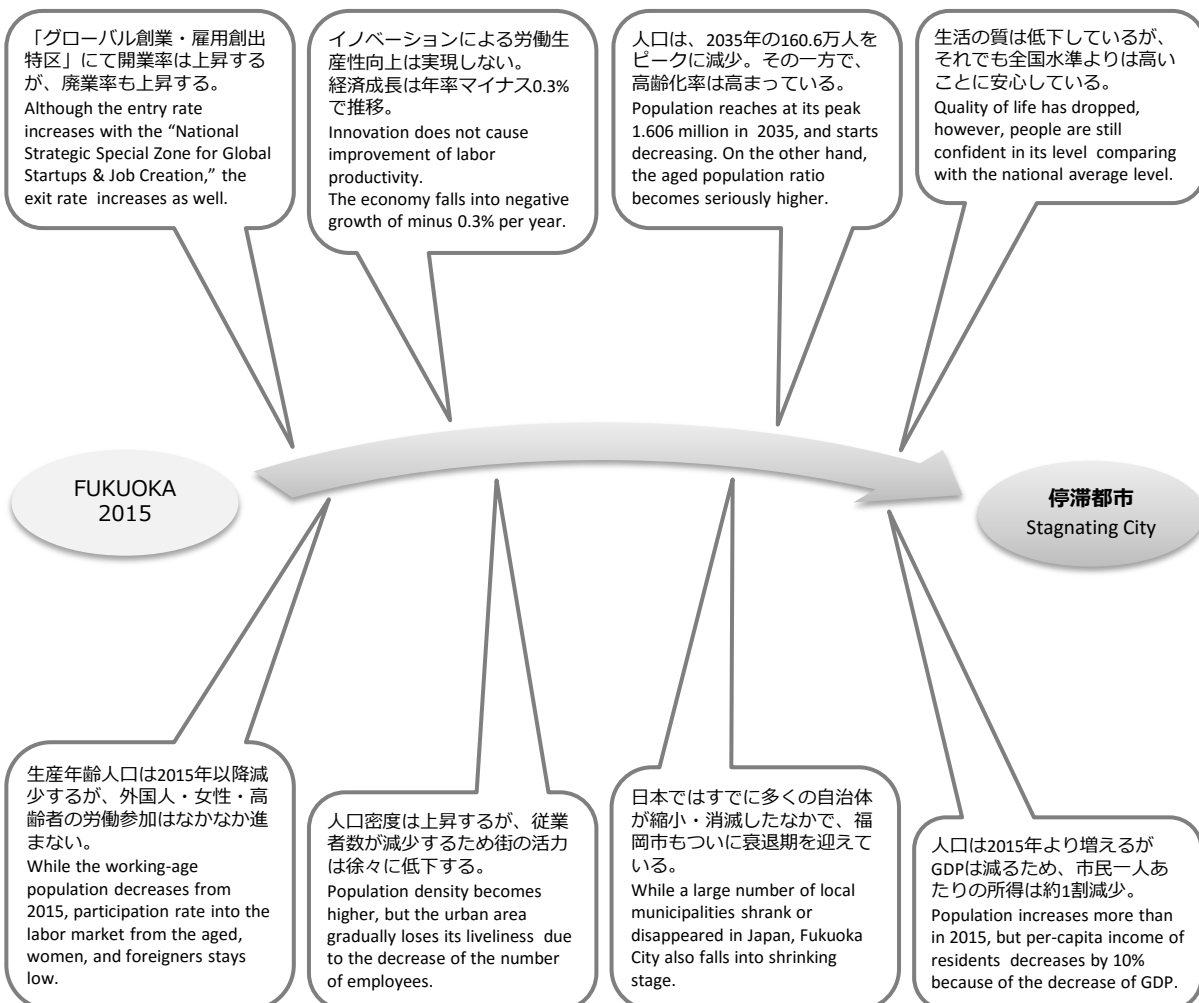 「グローバル創業・雇用創出
特区」にて開業率は上昇する
が、廃業率も上昇する。
Although the entry rate
increases with the “National
Strategic Special Zone for Global
Startups & Job Creation,” the
exit rate increases as well.
イノベーションによる労働生
産性向上は実現しない。
経済成長は年率マイナス0.3%
で推移。
Innovation does not cause
improvement of labor
productivity.
The economy falls into negative
growth of minus 0.3% per year.
人口は、2035年の160.6万人を
ピークに減少。その一方で、
高齢化率は高まっている。
Population reaches at its peak
1.606 million in 2035, and starts
decreasing. On the other hand,
the aged population ratio
becomes seriously higher.
生活の質は低下しているが、
それでも全国水準よりは高い
ことに安心している。
Quality of life has dropped,
however, people are still
confident in its level comparing
with the national average level.
FUKUOKA
2015
停滞都市
Stagnating City
生産年齢人口は2015年以降減
少するが、外国人・女性・高
齢者の労働参加はなかなか進
まない。
While the working-age
population decreases from
2015, participation rate into the
labor market from the aged,
women, and foreigners stays
low.
人口密度は上昇するが、従業
者数が減少するため街の活力
は徐々に低下する。
Population density becomes
higher, but the urban area
gradually loses its liveliness due
to the decrease of the number
of employees.
日本ではすでに多くの自治体
が縮小・消滅したなかで、福
岡市もついに衰退期を迎えて
いる。
While a large number of local
municipalities shrank or
disappeared in Japan, Fukuoka
City also falls into shrinking
stage.
人口は2015年より増えるが
GDPは減るため、市民一人あ
たりの所得は約1割減少。
Population increases more than
in 2015, but per-capita income of
residents decreases by 10%
because of the decrease of GDP.